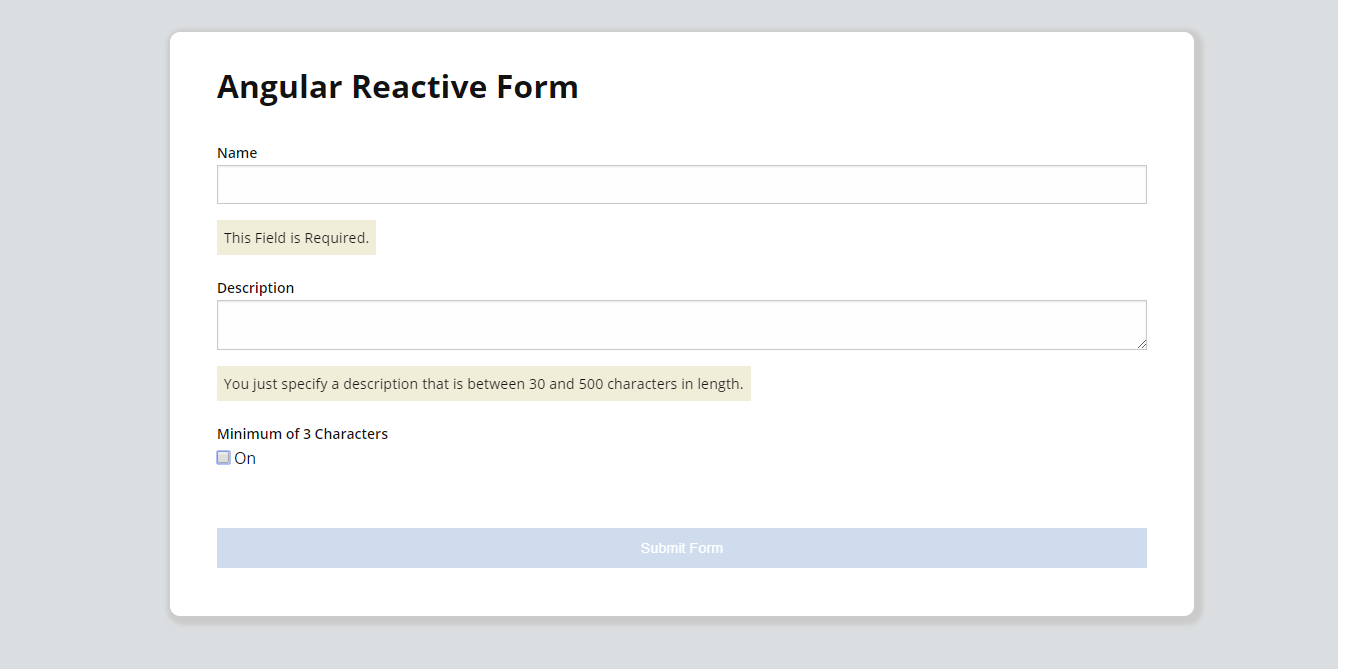 Angular Reactive Form
Name
This Field is Required.
Description
You just specify a description that is between 30 and 500 characters in length.
Minimum of 3 Characters
On
Submit Form